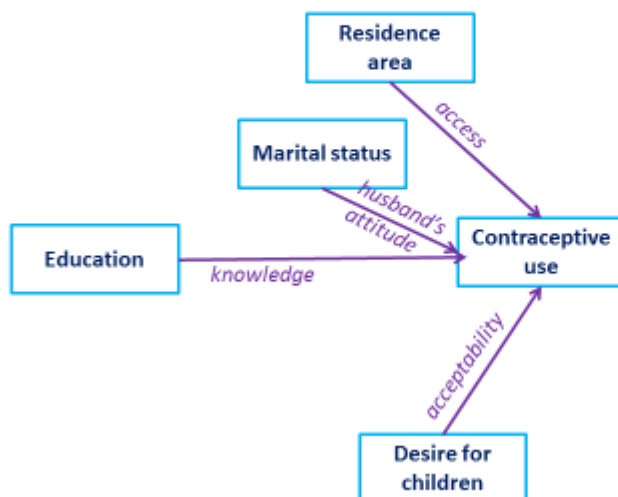 Residence
area
access
Marital status
husband's
attitude
Education
knowledge
Contraceptive
use
acceptability
Desire for
children